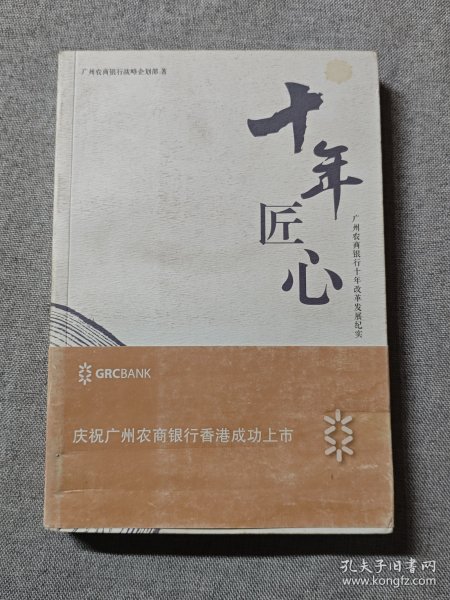 广州农商银行战略企划部 著
十年
匠心
广州农商银行十年改革发展纪实
GRCBANK
庆祝广州农商银行香港成功上市
孔夫子旧书网
www.kongfz.com